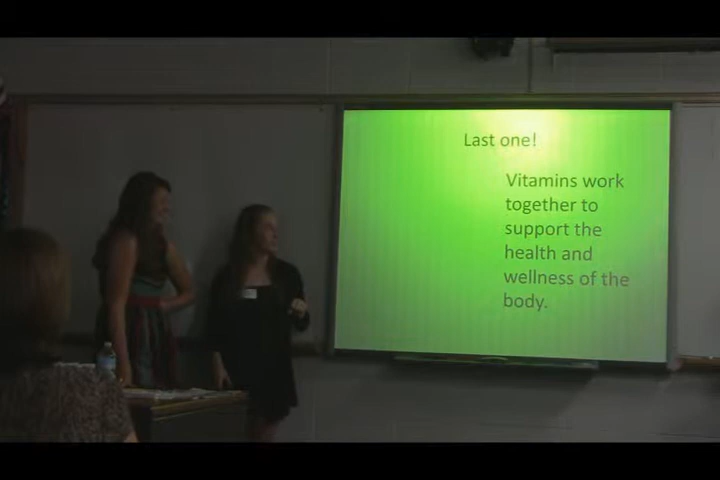 Last one!
Vitamins work
together to
support the
health and
wellness of the
body.